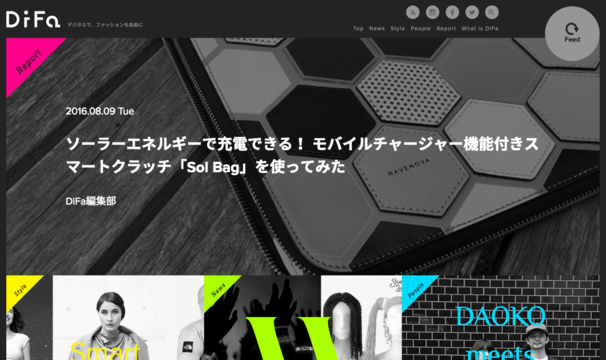 DiFa
デジタルで、ファッションを自由に
Top News Style People Report What is DiFa
Feed
Report
2016.08.09 Tue
ソーラーエネルギーで充電できる！ モバイルチャージャー機能付きス
マートクラッチ「Sol Bag」を使ってみた
DiFa編集部
RAVENOVA
Style
Smart
News
W
People
DAOKO
meets